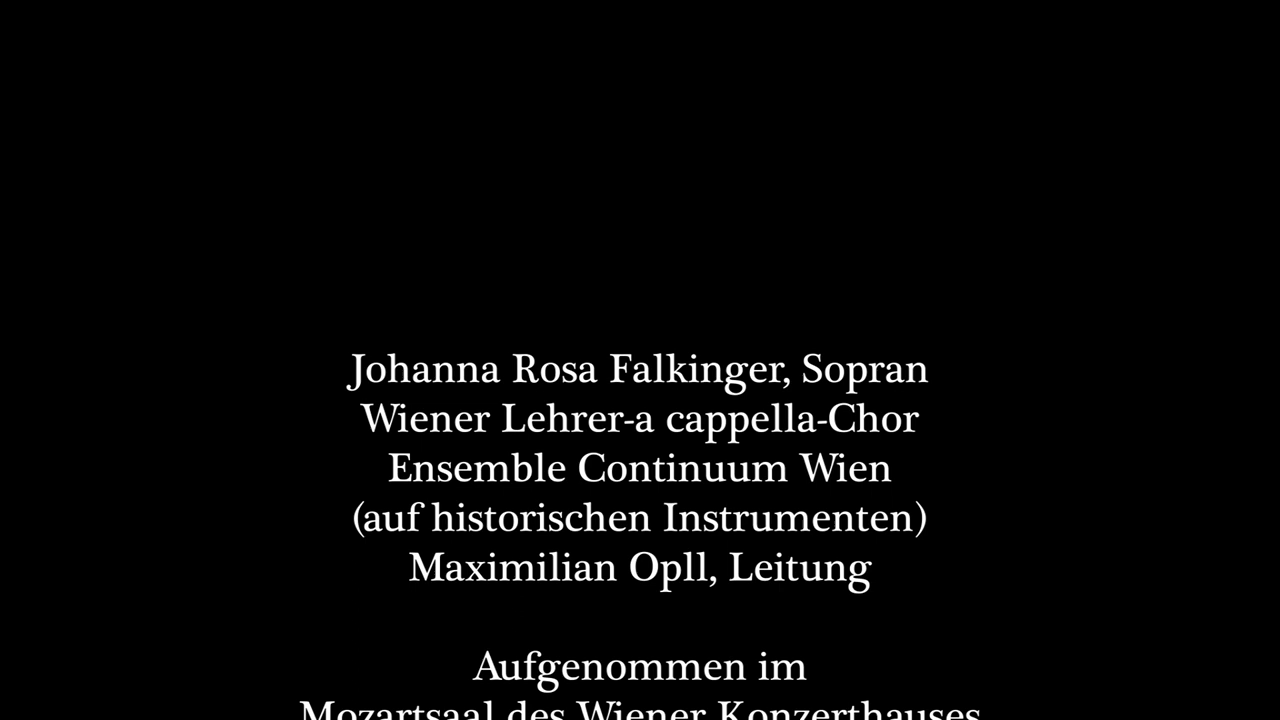 Johanna Rosa Falkinger, Sopran
Wiener Lehrer-a cappella-Chor
Ensemble Continuum Wien
(auf historischen Instrumenten)
Maximilian Opll, Leitung
Aufgenommen im
Mozartsaal des Wiener Konzerthauses